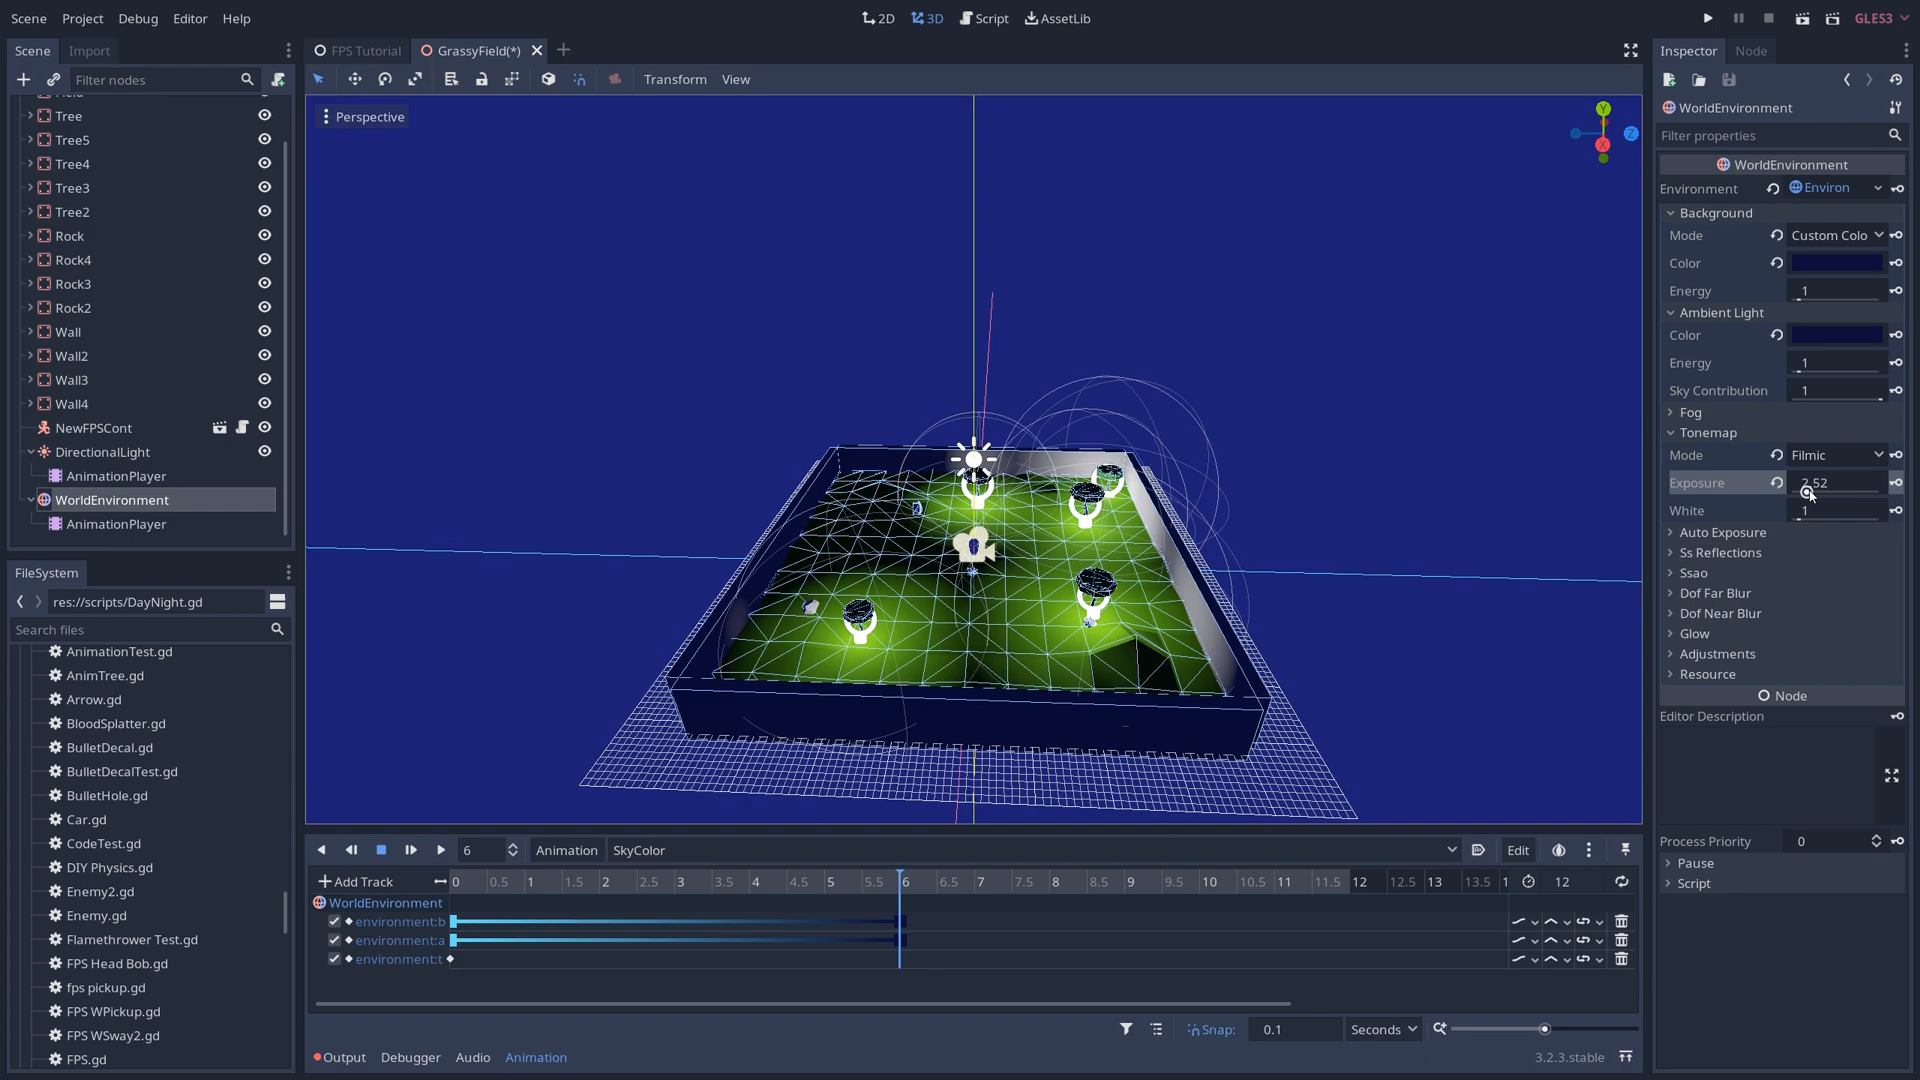 Scene Project Debug Editor Help
2D 3D Script AssetLib
GLES3
Scene Import
Filter nodes
Tree
Tree5
Tree4
Tree3
Tree2
Rock
Rock4
Rock3
Rock2
Wall
Wall2
Wall3
Wall4
NewFPSCont
DirectionalLight
AnimationPlayer
WorldEnvironment
AnimationPlayer
FileSystem
res://scripts/DayNight.gd
Search files
AnimationTest.gd
AnimTree.gd
Arrow.gd
BloodSplatter.gd
BulletDecal.gd
BulletDecalTest.gd
BulletHole.gd
Car.gd
CodeTest.gd
DIY Physics.gd
Enemy2.gd
Enemy.gd
Flamethrower Test.gd
FPS Head Bob.gd
fps pickup.gd
FPS WPickup.gd
FPS WSway2.gd
FPS.gd
FPS Tutorial GrassyField(*)
Transform View
Perspective
Y
Z
X
6 Animation SkyColor Edit
Add Track 0 0.5 1 1.5 2 2.5 3 3.5 4 4.5 5 5.5 6 6.5 7 7.5 8 8.5 9 9.5 10 10.5 11 11.5 12 12.5 13 13.5 1 12
WorldEnvironment
environment:b
environment:a
environment:t
Snap: 0.1 Seconds
Output Debugger Audio Animation 3.2.3.stable
Inspector Node
WorldEnvironment
Filter properties
WorldEnvironment
Environment Environ
Background
Mode Custom Colo
Color
Energy 1
Ambient Light
Color
Energy 1
Sky Contribution 1
Fog
Tonemap
Mode Filmic
Exposure 2.52
White 1
Auto Exposure
Ss Reflections
Ssao
Dof Far Blur
Dof Near Blur
Glow
Adjustments
Resource
Node
Editor Description
Process Priority 0
Pause
Script